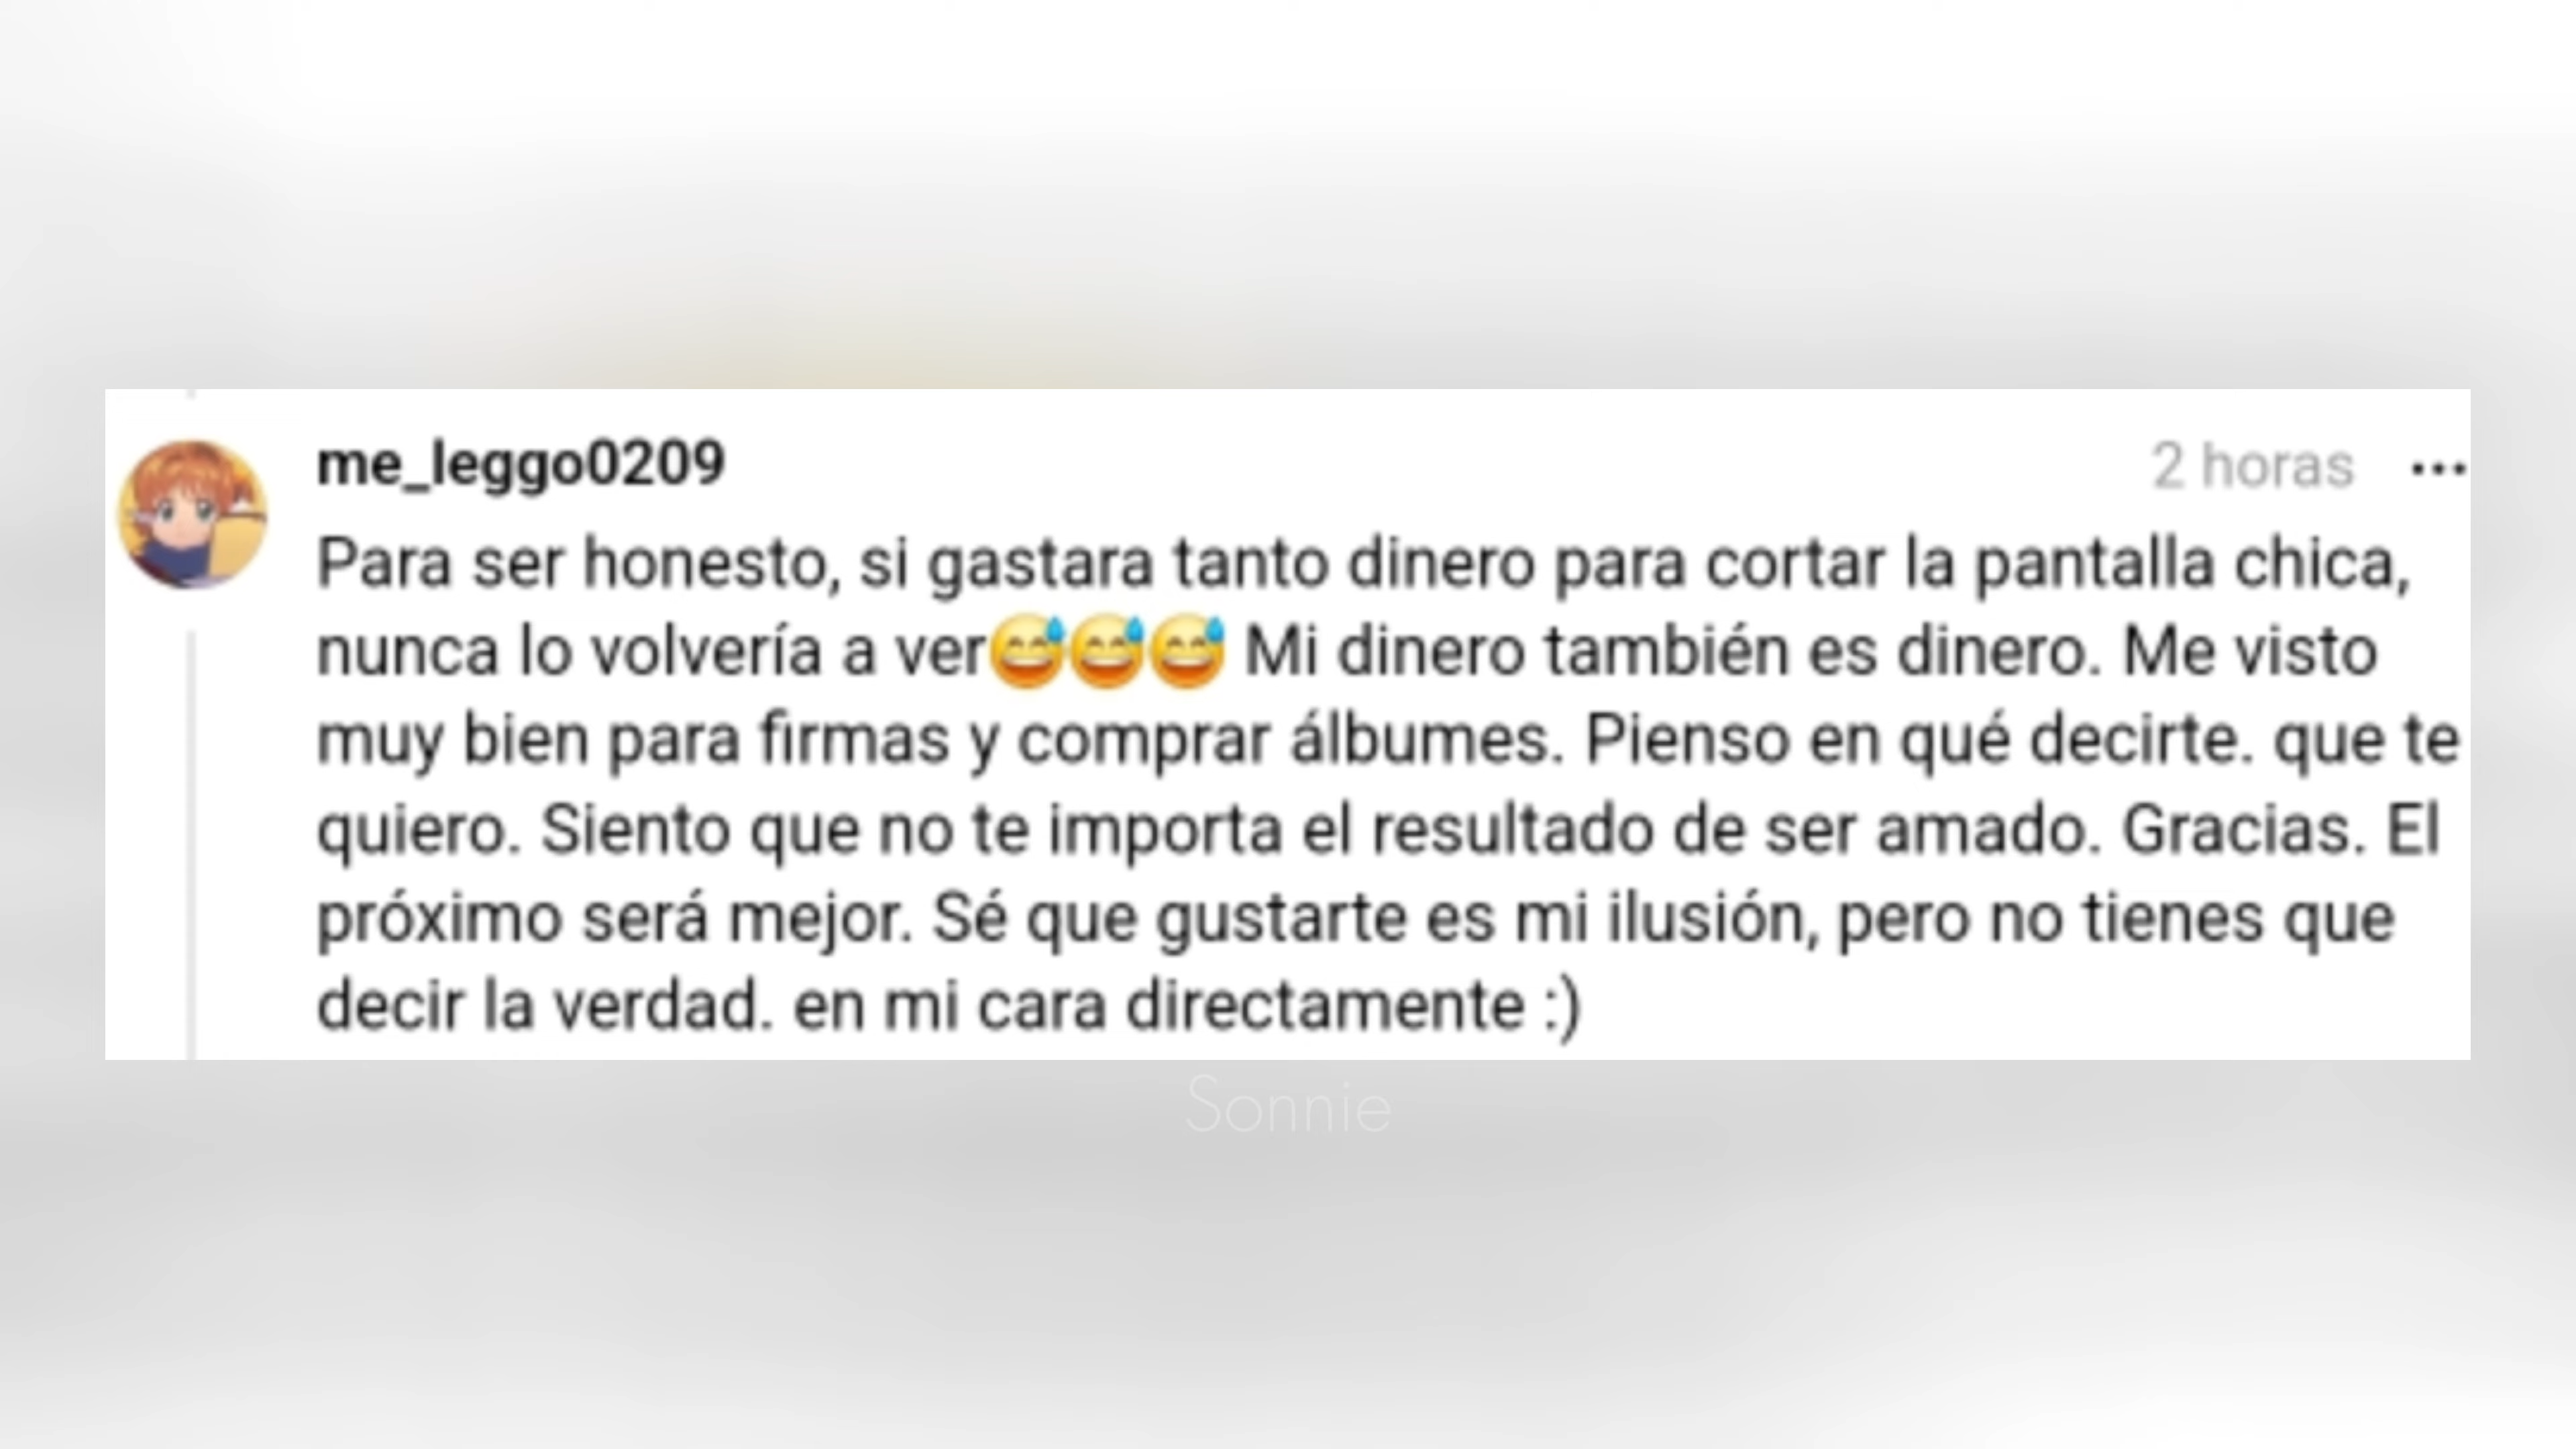 me_leggo0209
2 horas
Para ser honesto, si gastara tanto dinero para cortar la pantalla chica,
nunca lo volvería a ver😅😅😅 Mi dinero también es dinero. Me visto
muy bien para firmas y comprar álbumes. Pienso en qué decirte. que te
quiero. Siento que no te importa el resultado de ser amado. Gracias. El
próximo será mejor. Sé que gustarte es mi ilusión, pero no tienes que
decir la verdad. en mi cara directamente :)
Sonnie